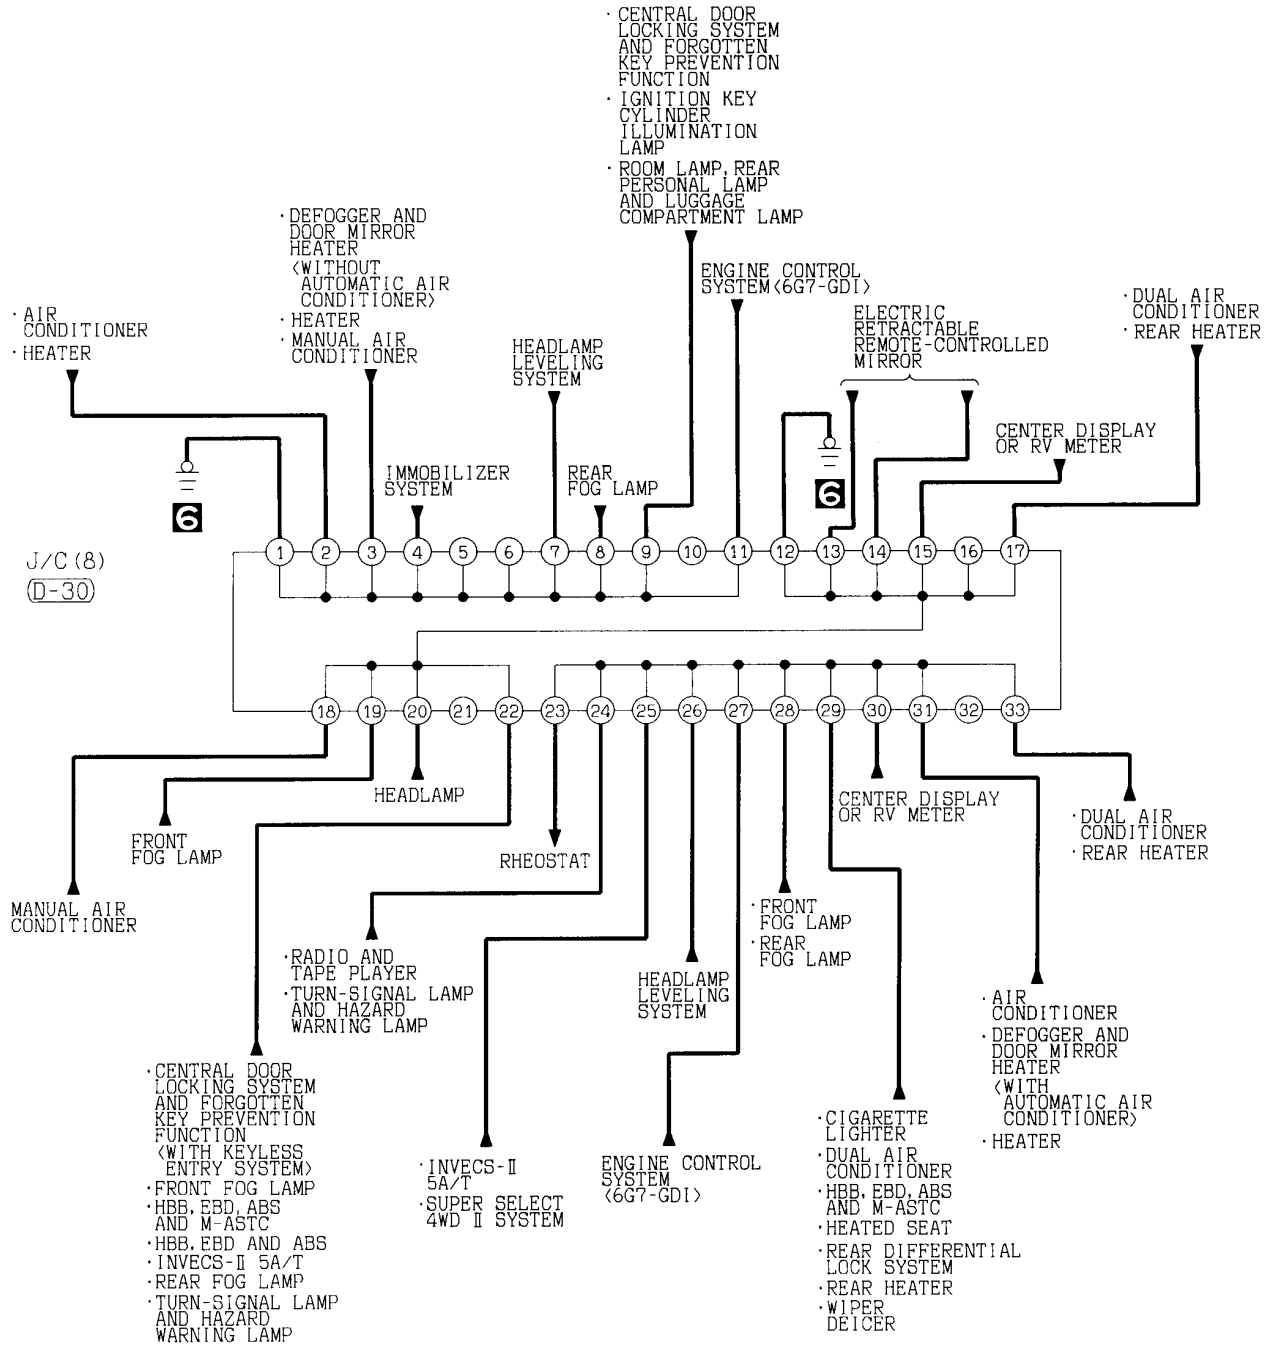 · CENTRAL DOOR
LOCKING SYSTEM
AND FORGOTTEN
KEY PREVENTION
FUNCTION
· IGNITION KEY
CYLINDER
ILLUMINATION
LAMP
· ROOM LAMP, REAR
PERSONAL LAMP
AND LUGGAGE
COMPARTMENT LAMP
· DEFOGGER AND
DOOR MIRROR
HEATER
<WITHOUT
AUTOMATIC AIR
CONDITIONER>
· HEATER
· MANUAL AIR
CONDITIONER
ENGINE CONTROL
SYSTEM<6G7-GDI>
· AIR
CONDITIONER
· HEATER
HEADLAMP
LEVELING
SYSTEM
ELECTRIC
RETRACTABLE
REMOTE-CONTROLLED
MIRROR
· DUAL AIR
CONDITIONER
· REAR HEATER
CENTER DISPLAY
OR RV METER
IMMOBILIZER
SYSTEM
REAR
FOG LAMP
6
6
J/C (8)
D-30
1 2 3 4 5 6 7 8 9 10 11 12 13 14 15 16 17
18 19 20 21 22 23 24 25 26 27 28 29 30 31 32 33
HEADLAMP
FRONT
FOG LAMP
RHEOSTAT
CENTER DISPLAY
OR RV METER
· DUAL AIR
CONDITIONER
· REAR HEATER
MANUAL AIR
CONDITIONER
· RADIO AND
TAPE PLAYER
· TURN-SIGNAL LAMP
AND HAZARD
WARNING LAMP
· FRONT
FOG LAMP
· REAR
FOG LAMP
HEADLAMP
LEVELING
SYSTEM
· AIR
CONDITIONER
· DEFOGGER AND
DOOR MIRROR
HEATER
<WITH
AUTOMATIC AIR
CONDITIONER>
· HEATER
· CENTRAL DOOR
LOCKING SYSTEM
AND FORGOTTEN
KEY PREVENTION
FUNCTION
<WITH KEYLESS
ENTRY SYSTEM>
· FRONT FOG LAMP
· HBB, EBD, ABS
AND M-ASTC
· HBB, EBD AND ABS
· INVECS-II 5A/T
· REAR FOG LAMP
· TURN-SIGNAL LAMP
AND HAZARD
WARNING LAMP
· INVECS-II
5A/T
· SUPER SELECT
4WD II SYSTEM
ENGINE CONTROL
SYSTEM
<6G7-GDI>
· CIGARETTE
LIGHTER
· DUAL AIR
CONDITIONER
· HBB, EBD, ABS
AND M-ASTC
· HEATED SEAT
· REAR DIFFERENTIAL
LOCK SYSTEM
· REAR HEATER
· WIPER
DEICER